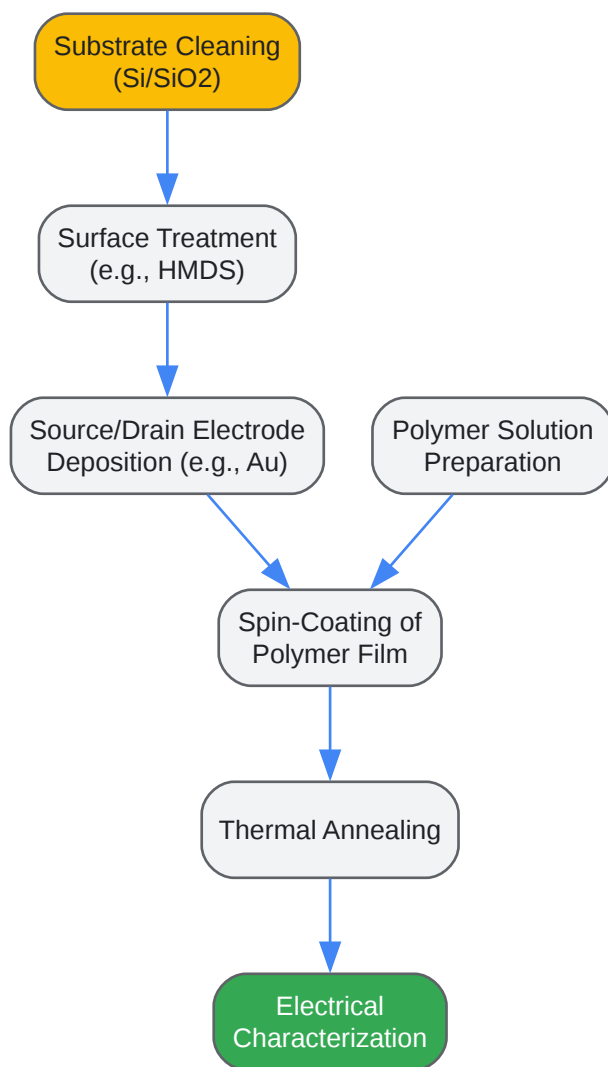 Substrate Cleaning
(Si/SiO2)
Surface Treatment
(e.g., HMDS)
Source/Drain Electrode
Deposition (e.g., Au)
Polymer Solution
Preparation
Spin-Coating of
Polymer Film
Thermal Annealing
Electrical
Characterization